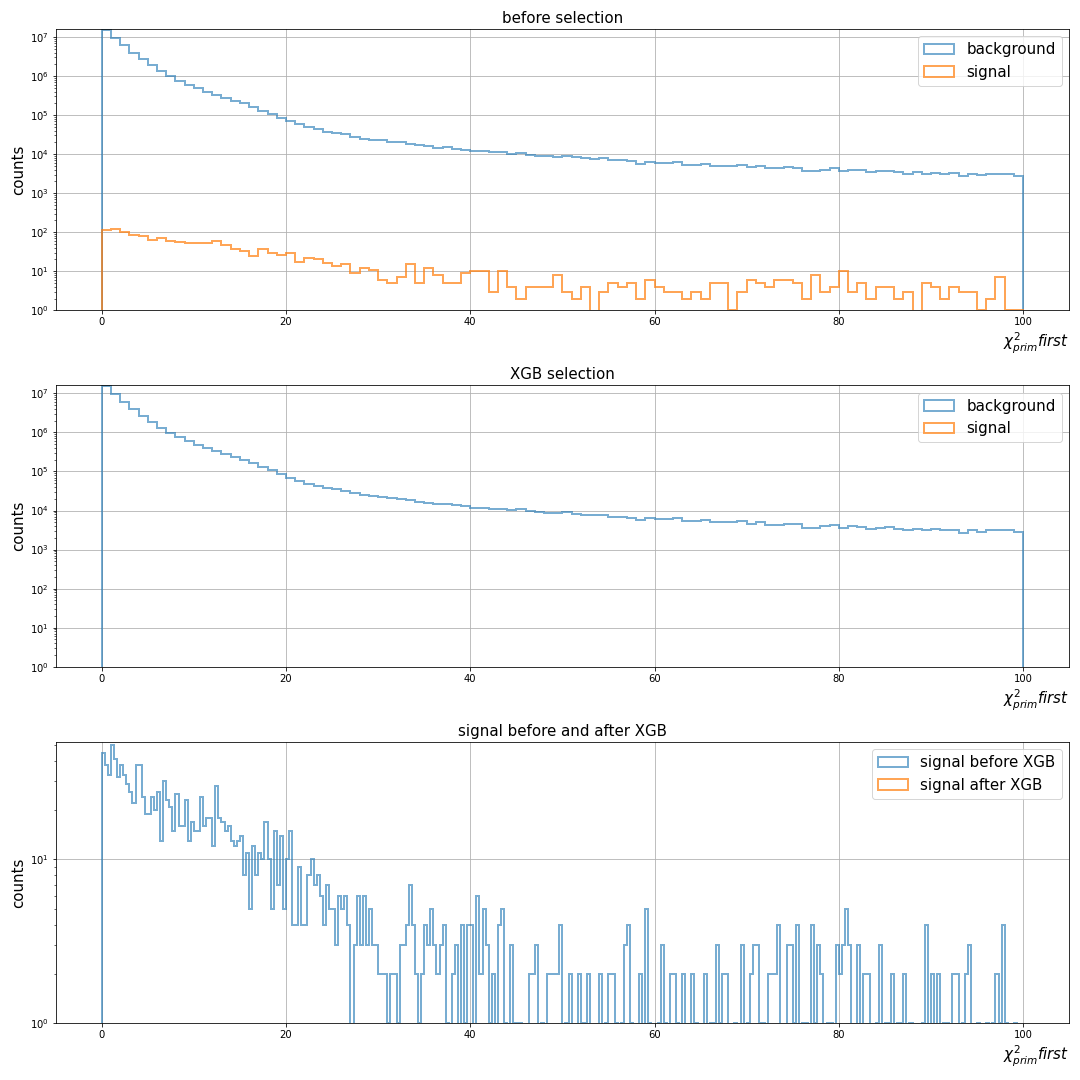 before selection
10⁷
10⁶
10⁵
10⁴
10³
10²
10¹
10⁰
counts
background
signal
0 20 40 60 80 100
χ²_prim first
XGB selection
10⁷
10⁶
10⁵
10⁴
10³
10²
10¹
10⁰
counts
background
signal
0 20 40 60 80 100
χ²_prim first
signal before and after XGB
10¹
10⁰
counts
signal before XGB
signal after XGB
0 20 40 60 80 100
χ²_prim first